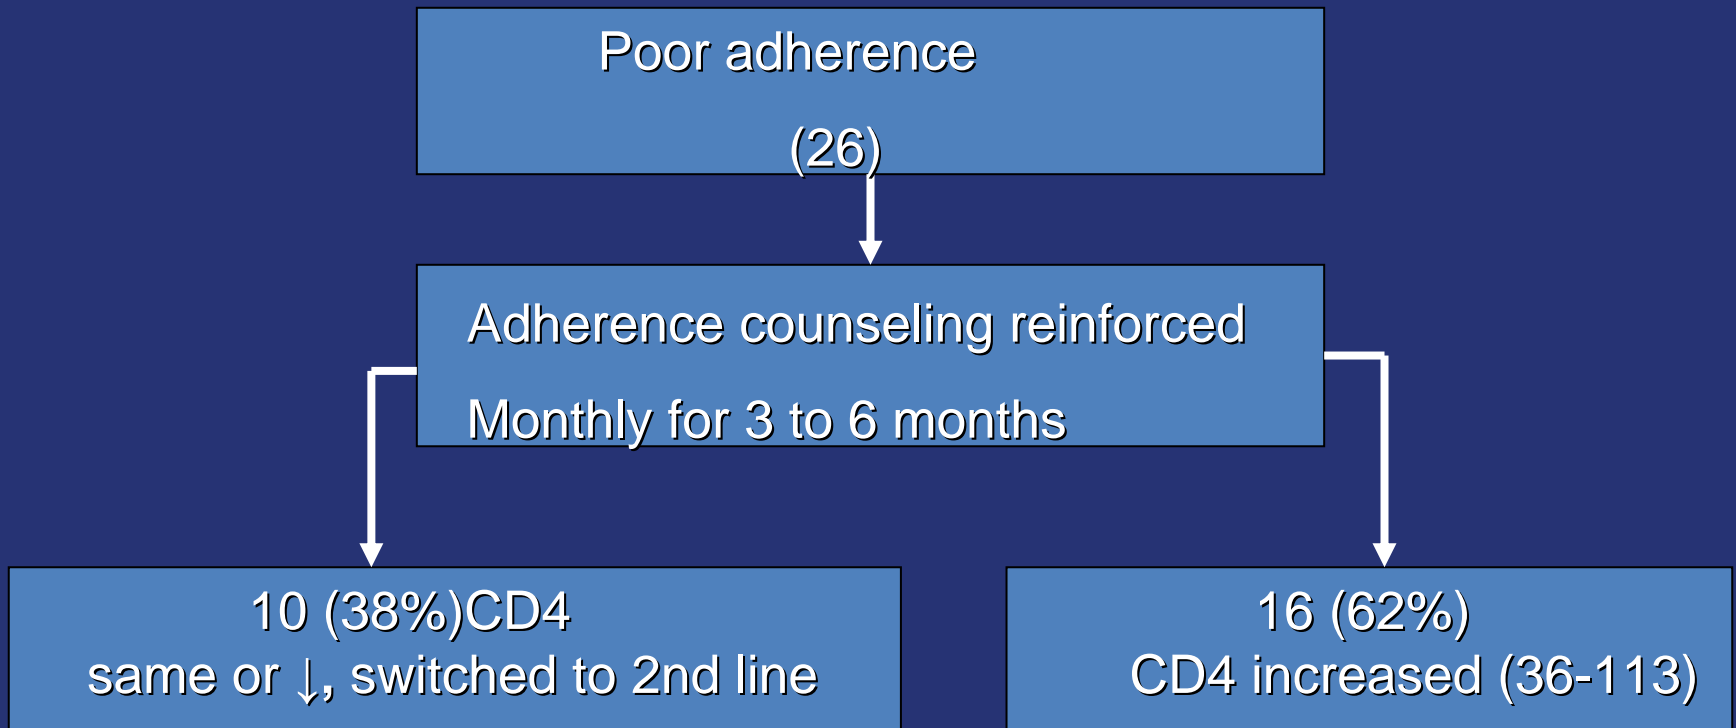 Poor adherence
(26)
Adherence counseling reinforced
Monthly for 3 to 6 months
10 (38%)CD4
same or ↓, switched to 2nd line
16 (62%)
CD4 increased (36-113)